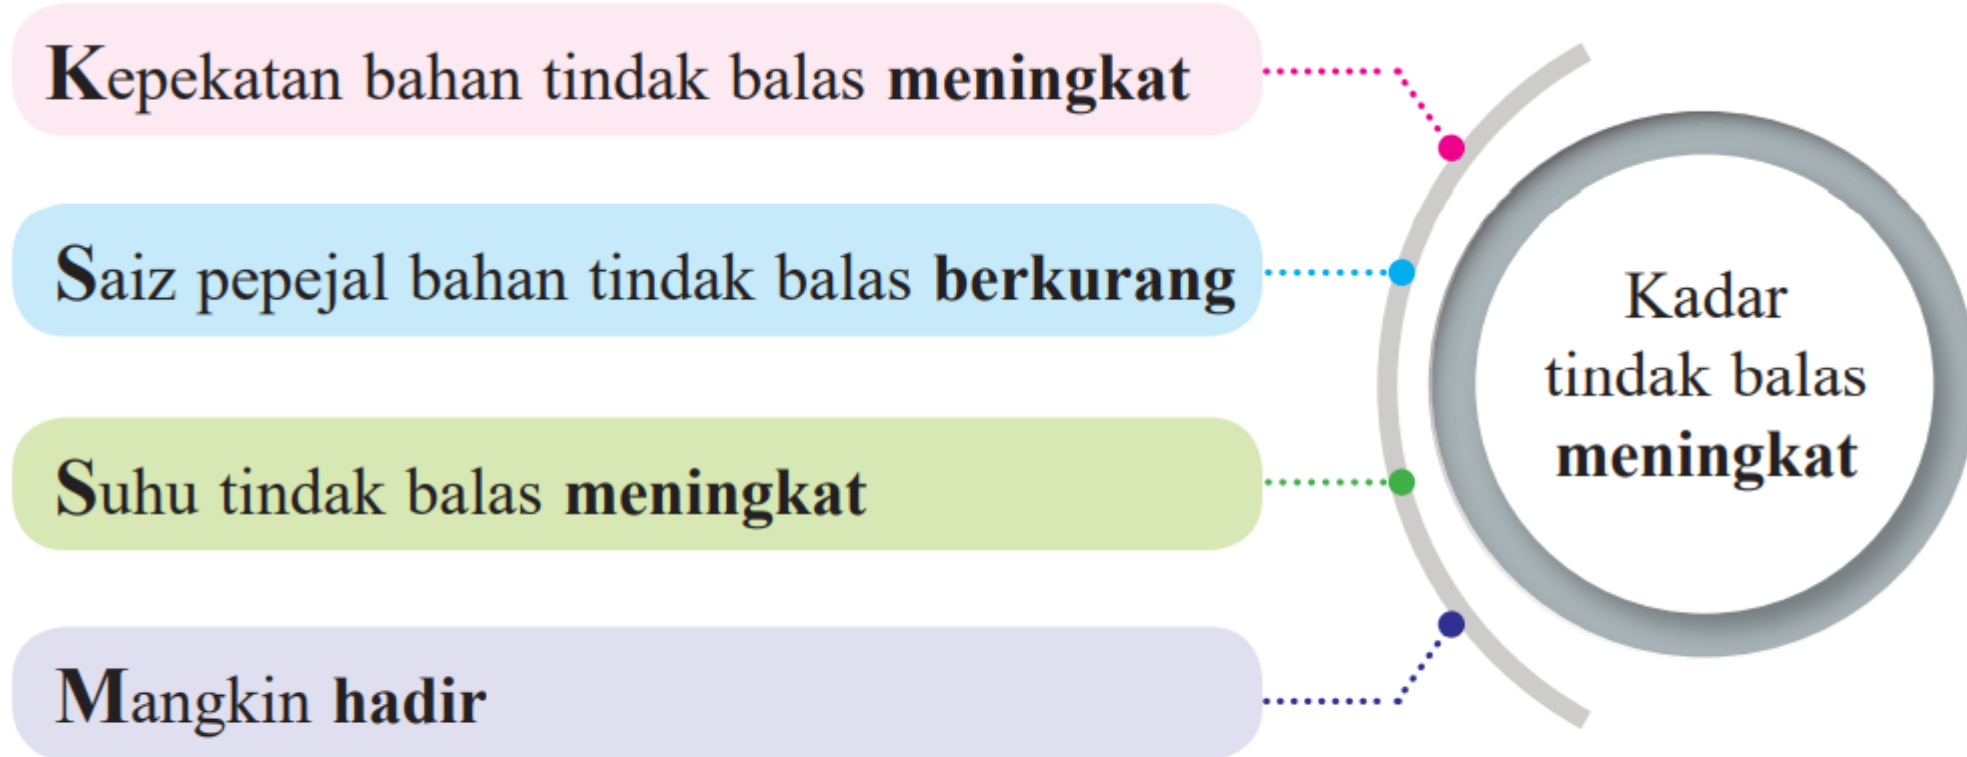 Kepekatan bahan tindak balas meningkat
Saiz pepejal bahan tindak balas berkurang
Suhu tindak balas meningkat
Mangkin hadir
Kadar
tindak balas
meningkat